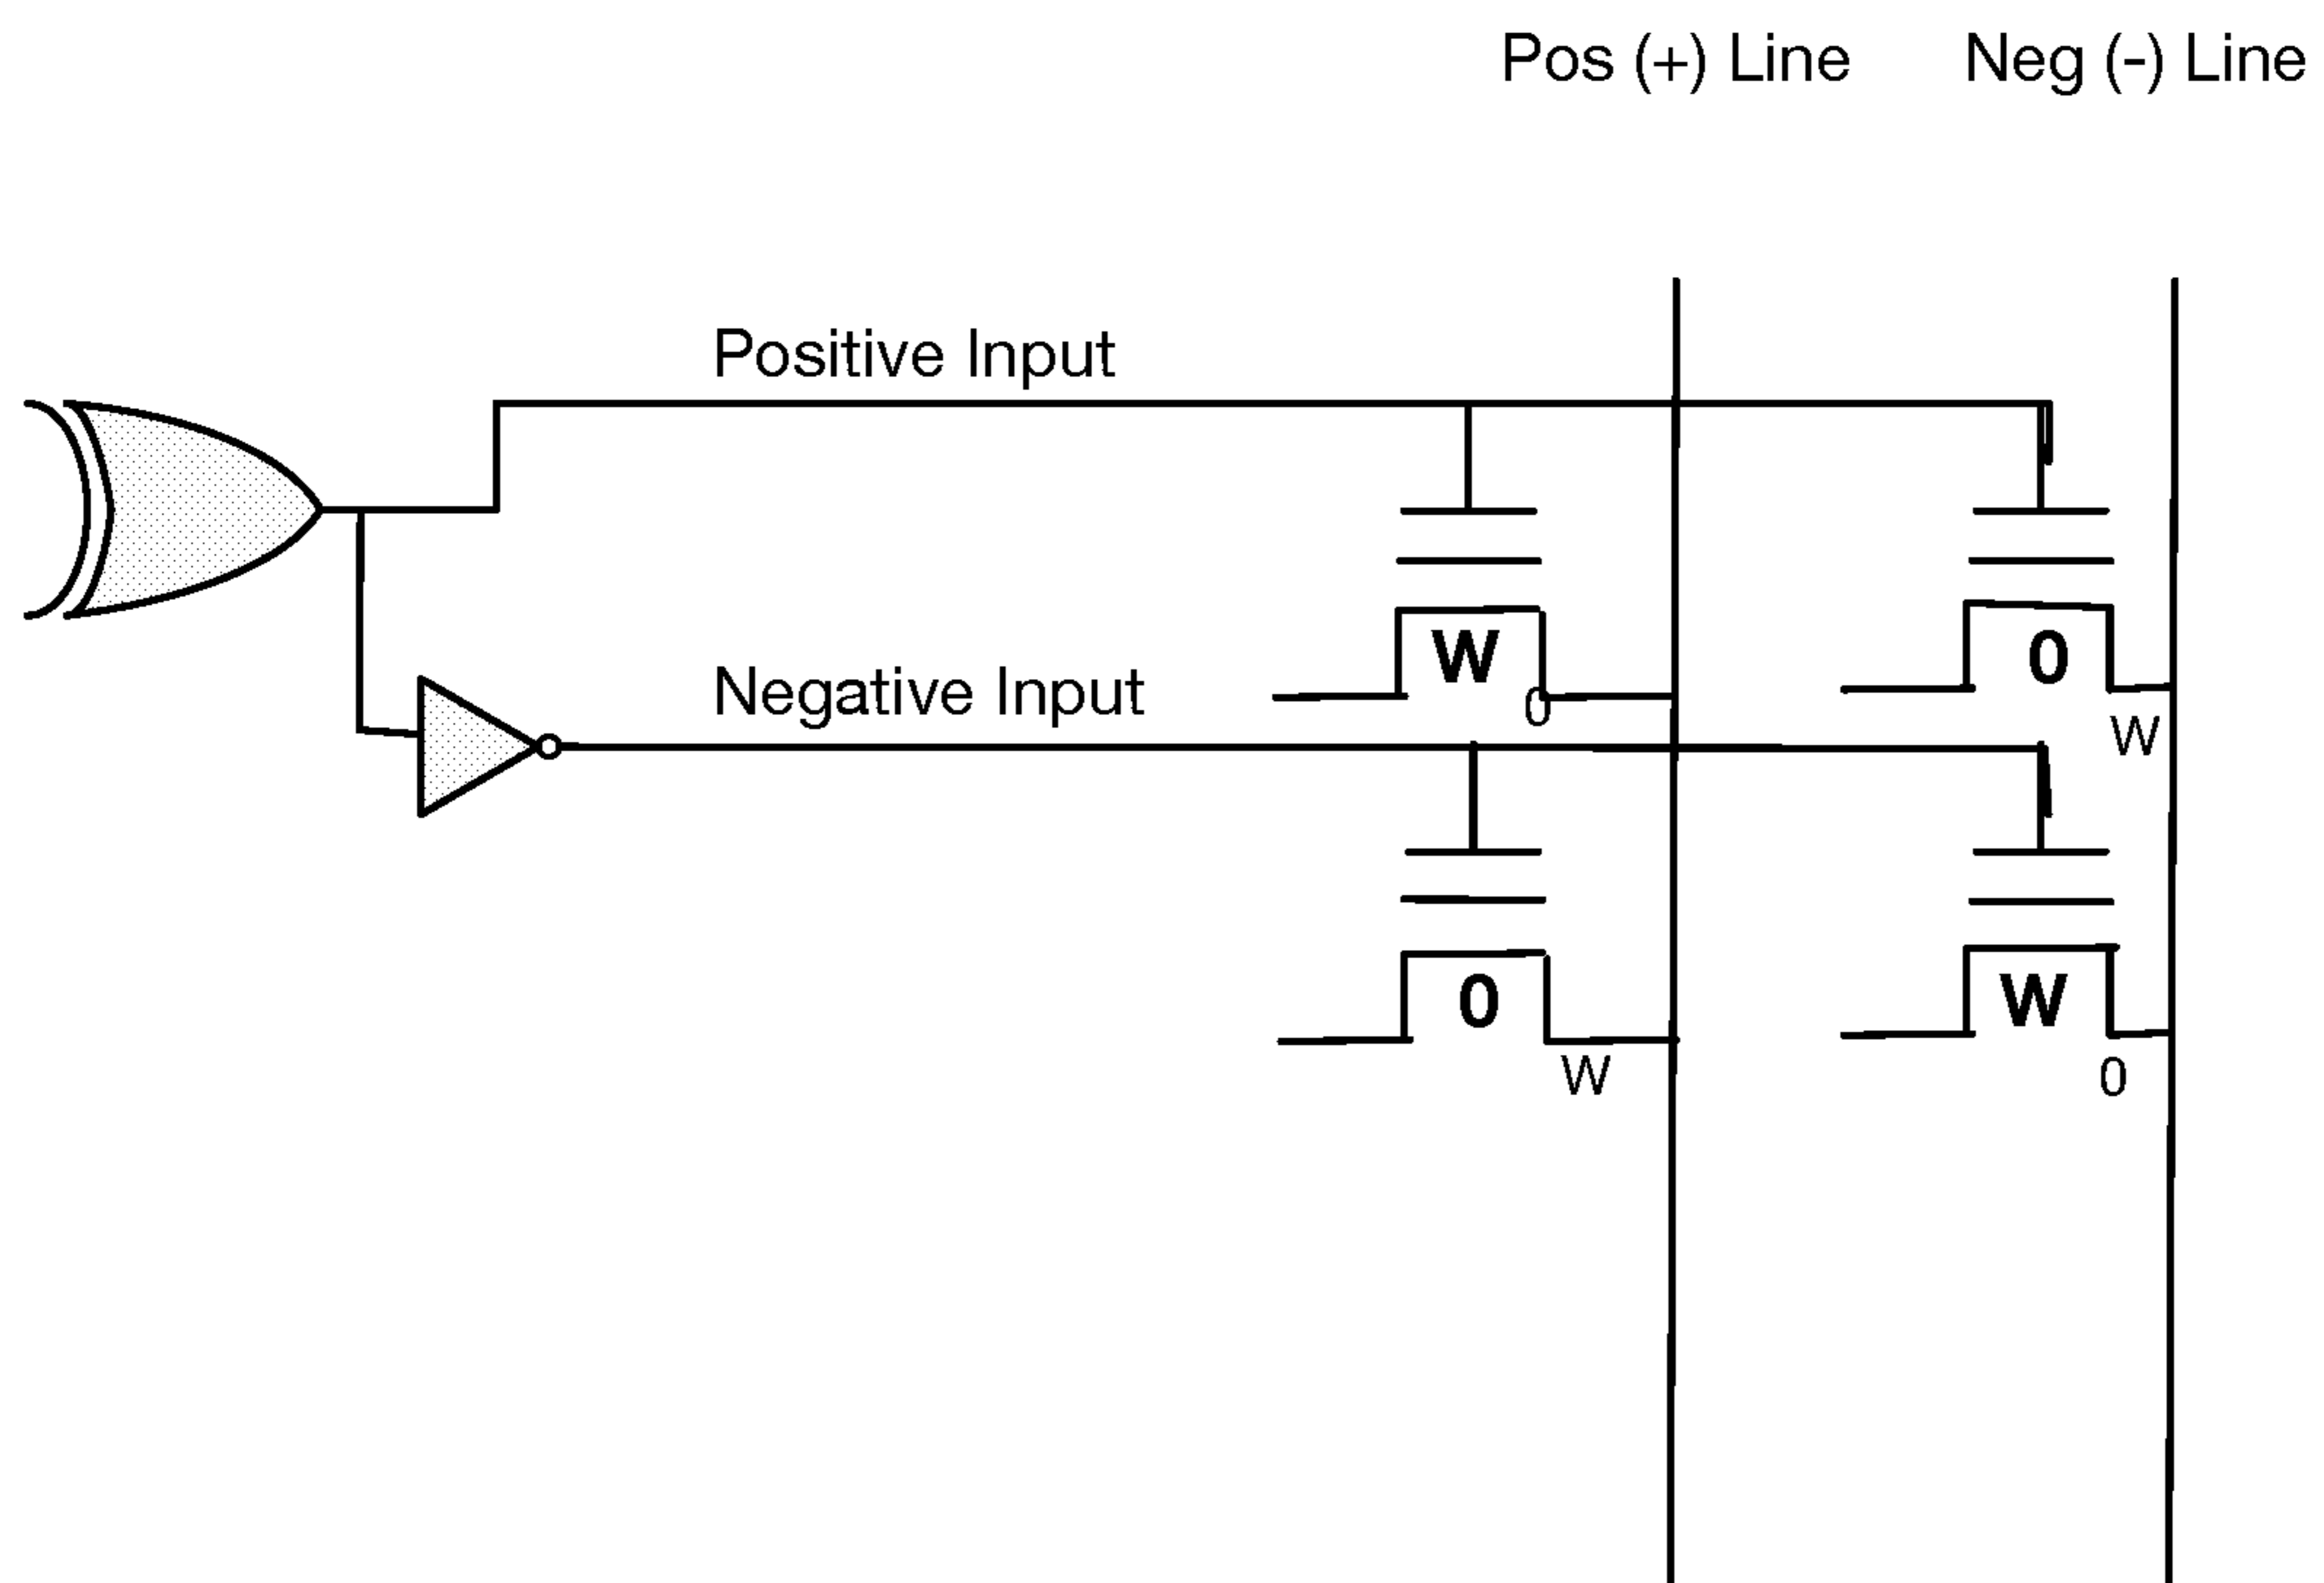 Pos (+) Line Neg (-) Line
Positive Input
W 0
Negative Input 0 W
0 W
W 0